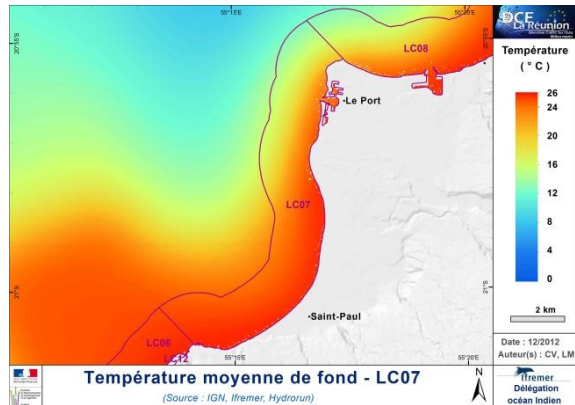 55°15'E
55°20'E
20°55'S
20°55'S
DCE
La Réunion
LC08
Température
( ° C )
Le Port
26
24
20
16
12
8
4
0
LC07
21°S
21°S
2 km
Saint-Paul
LC06
LC12
55°15'E
55°20'E
Date : 12/2012
Auteur(s) : CV, LM
Température moyenne de fond - LC07
(Source : IGN, Ifremer, Hydrorun)
N
Ifremer
Délégation
océan Indien